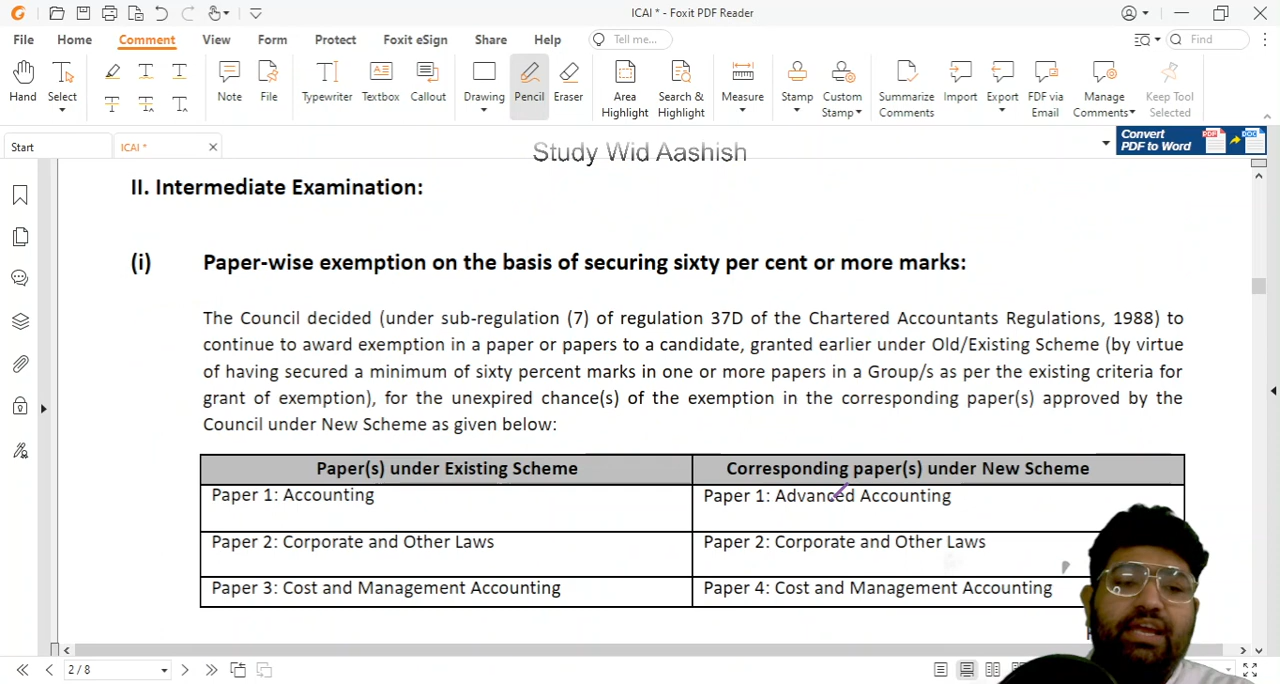 ICAI * - Foxit PDF Reader
File Home Comment View Form Protect Foxit eSign Share Help Tell me... Find
Hand Select Note File Typewriter Textbox Callout Drawing Pencil Eraser Area Highlight Search & Highlight Measure Stamp Custom Stamp Summarize Comments Import Export FDF via Email Manage Comments Keep Tool Selected
Start ICAI *
Convert PDF to Word PDF DOC
Study Wid Aashish
II. Intermediate Examination:
(i) Paper-wise exemption on the basis of securing sixty per cent or more marks:
The Council decided (under sub-regulation (7) of regulation 37D of the Chartered Accountants Regulations, 1988) to
continue to award exemption in a paper or papers to a candidate, granted earlier under Old/Existing Scheme (by virtue
of having secured a minimum of sixty percent marks in one or more papers in a Group/s as per the existing criteria for
grant of exemption), for the unexpired chance(s) of the exemption in the corresponding paper(s) approved by the
Council under New Scheme as given below:
Paper(s) under Existing Scheme Corresponding paper(s) under New Scheme
Paper 1: Accounting Paper 1: Advanced Accounting
Paper 2: Corporate and Other Laws Paper 2: Corporate and Other Laws
Paper 3: Cost and Management Accounting Paper 4: Cost and Management Accounting
2 / 8